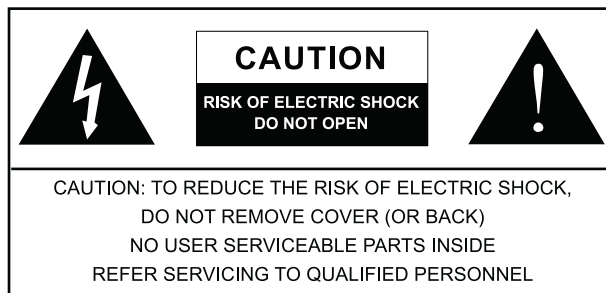 CAUTION
RISK OF ELECTRIC SHOCK
DO NOT OPEN
!
CAUTION: TO REDUCE THE RISK OF ELECTRIC SHOCK,
DO NOT REMOVE COVER (OR BACK)
NO USER SERVICEABLE PARTS INSIDE
REFER SERVICING TO QUALIFIED PERSONNEL